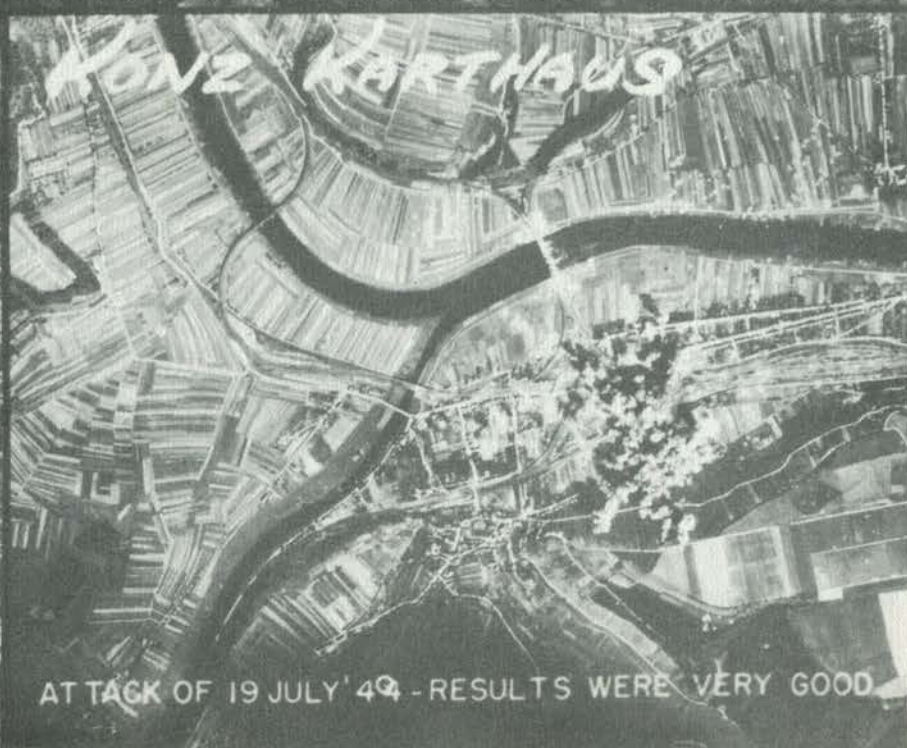 KONZ KARTHAUS
ATTACK OF 19 JULY '44 - RESULTS WERE VERY GOOD